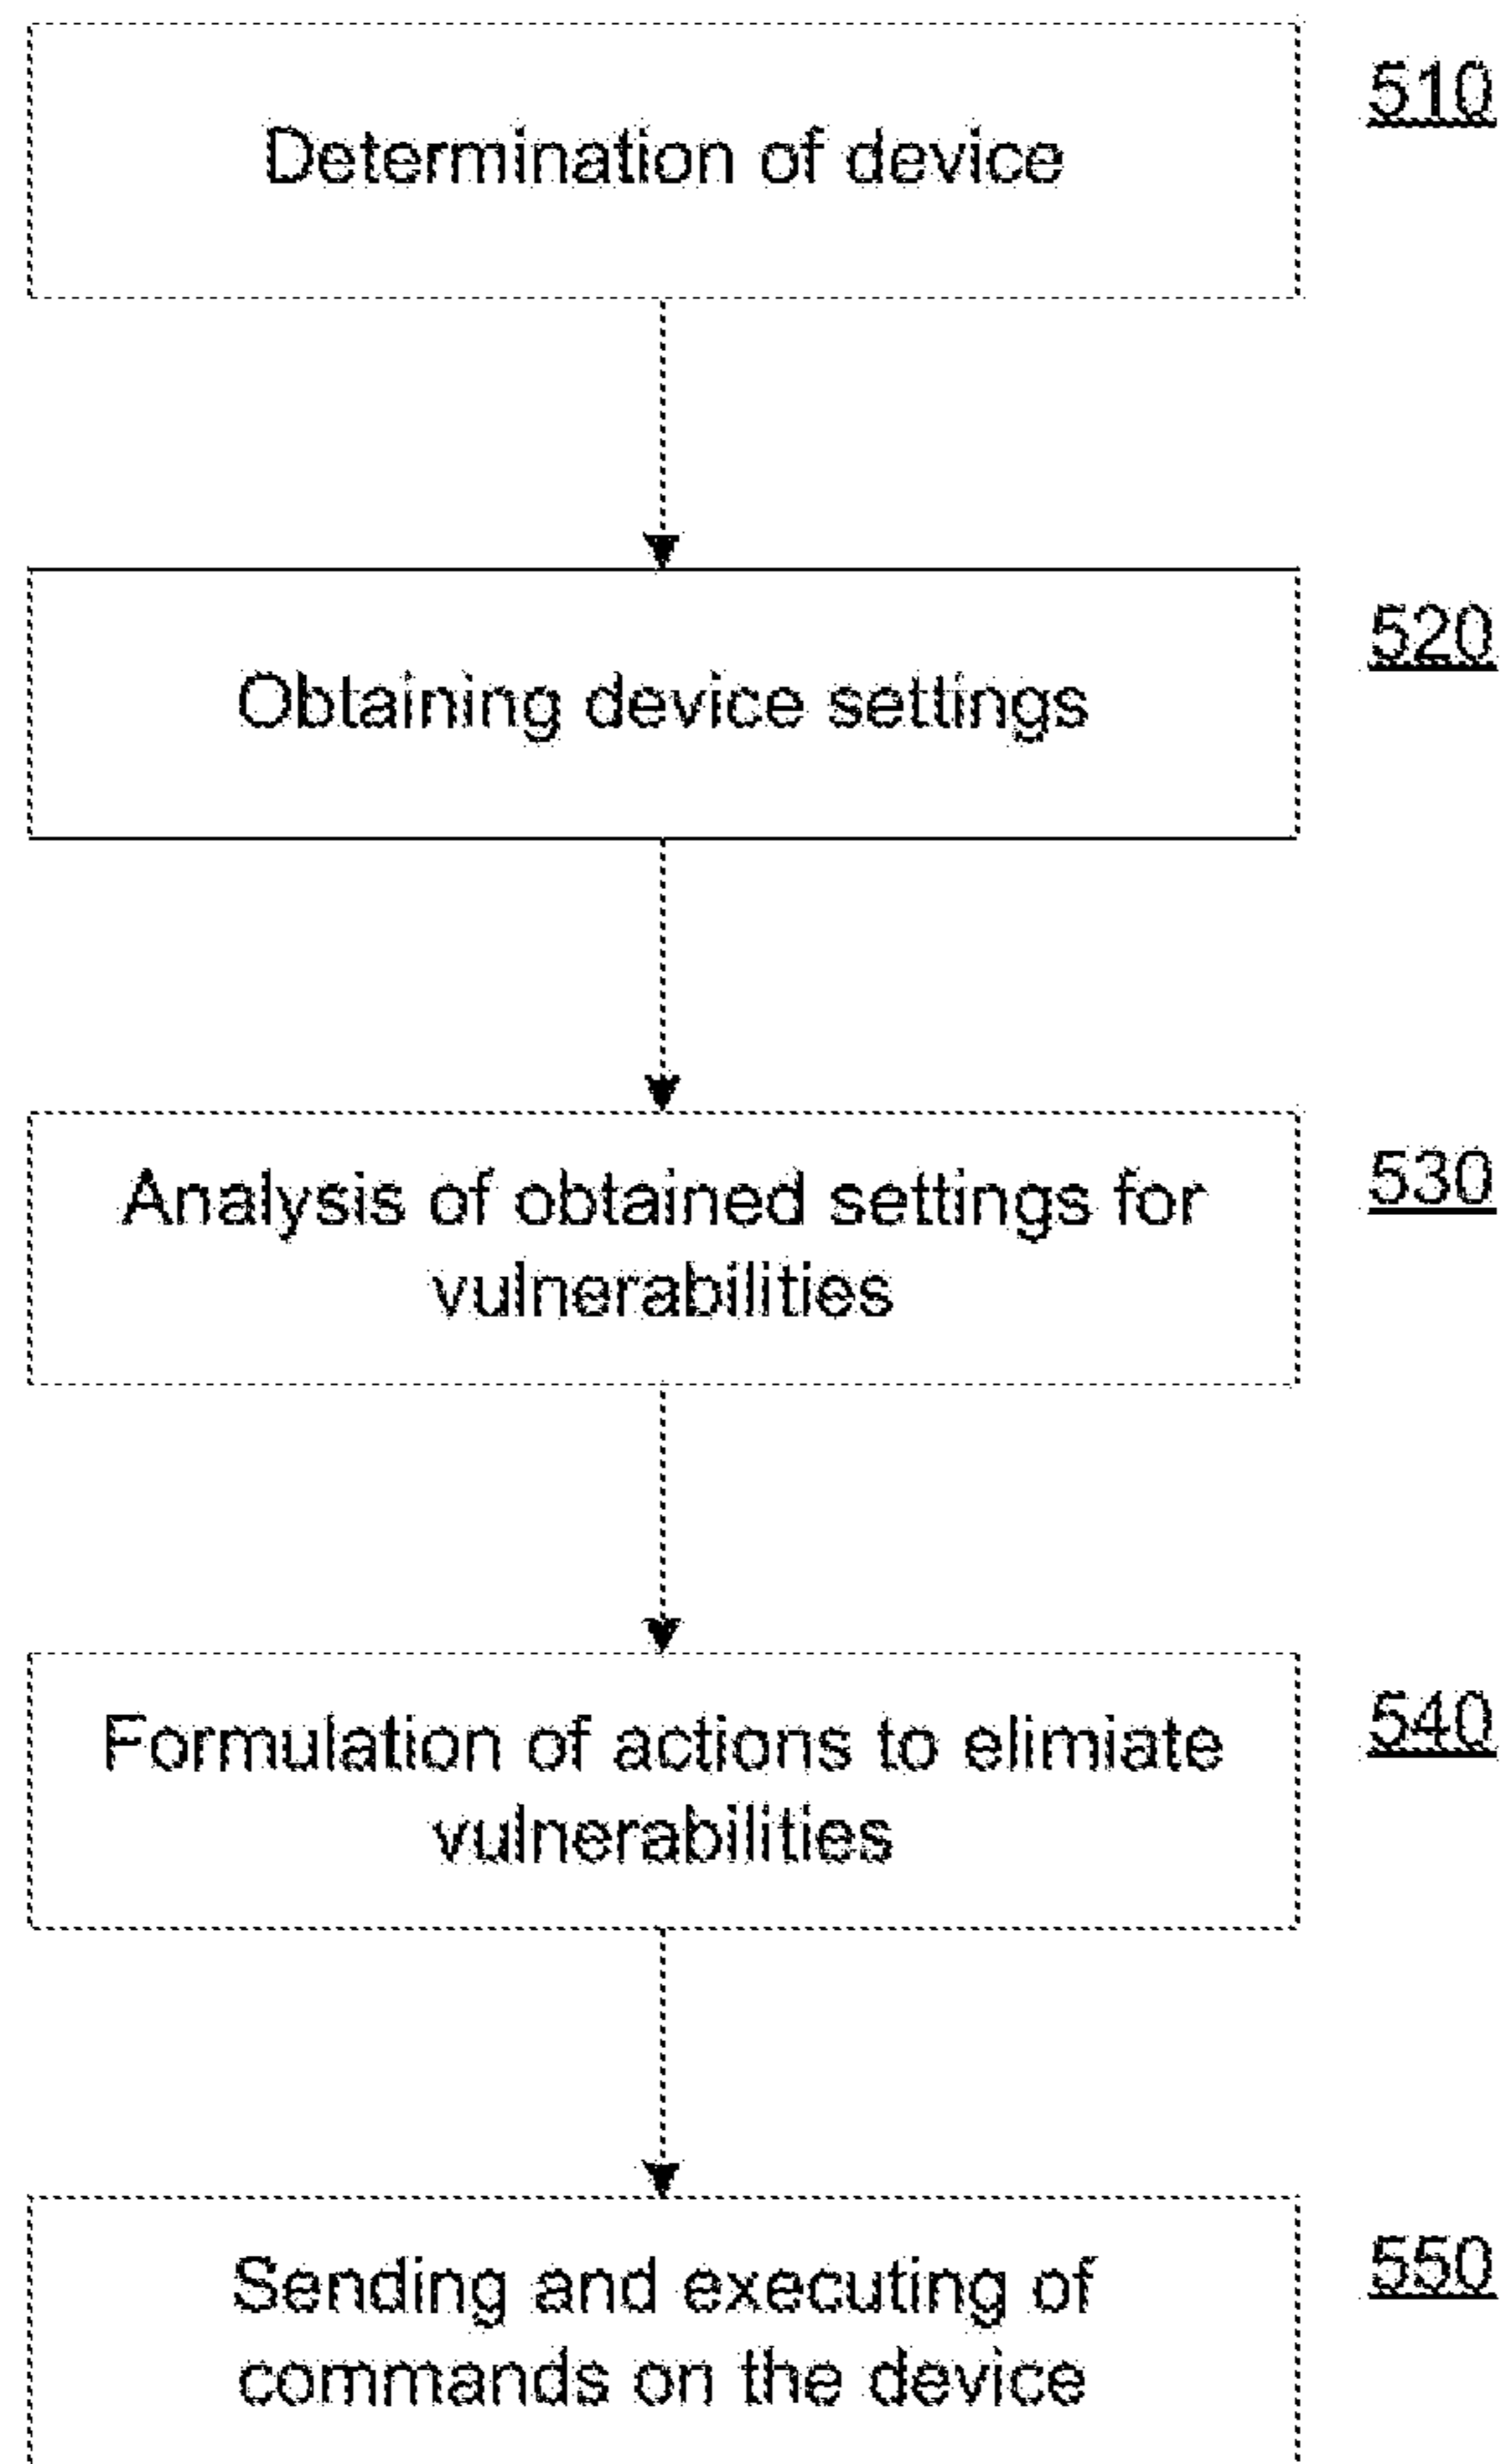 Determination of device
510
Obtaining device settings
520
Analysis of obtained settings for
vulnerabilities
530
Formulation of actions to elimiate
vulnerabilities
540
Sending and executing of
commands on the device
550